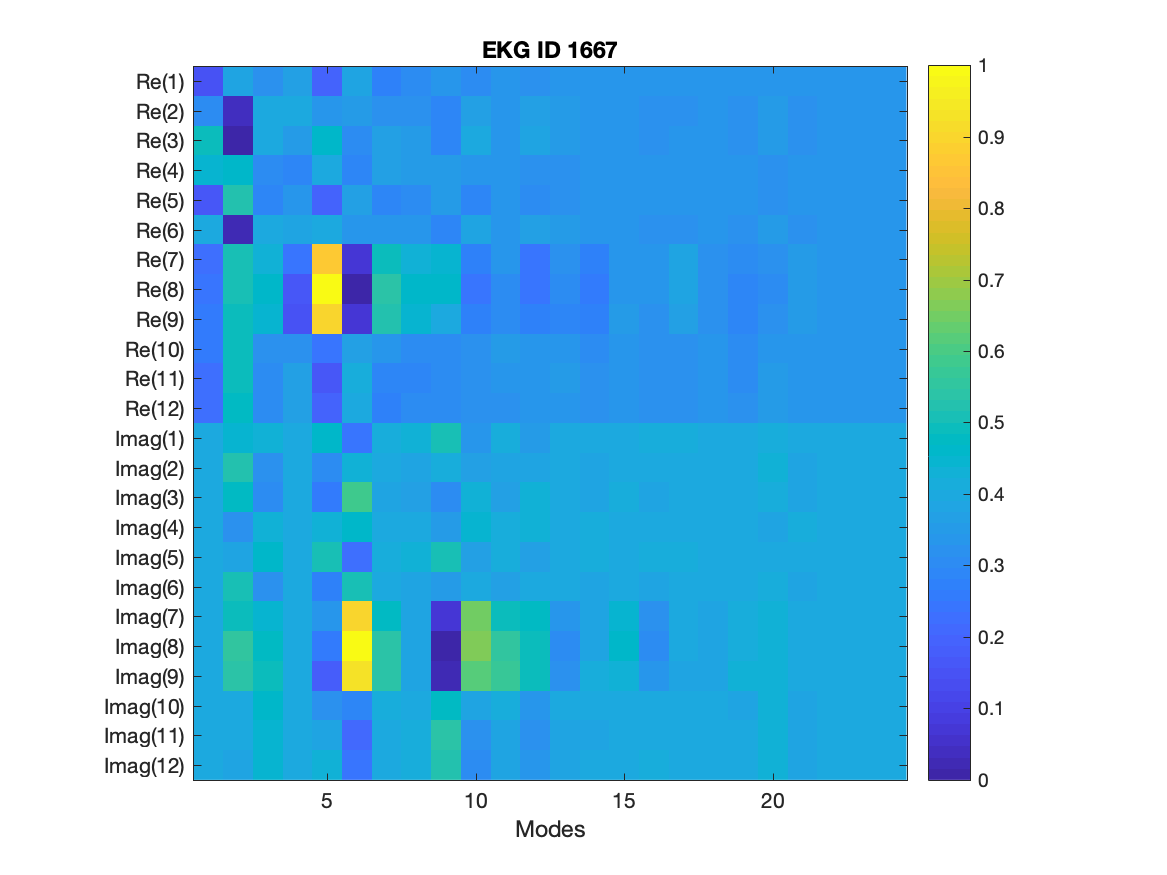 EKG ID 1667
Re(1)
Re(2)
Re(3)
Re(4)
Re(5)
Re(6)
Re(7)
Re(8)
Re(9)
Re(10)
Re(11)
Re(12)
Imag(1)
Imag(2)
Imag(3)
Imag(4)
Imag(5)
Imag(6)
Imag(7)
Imag(8)
Imag(9)
Imag(10)
Imag(11)
Imag(12)
5 10 15 20
Modes
1
0.9
0.8
0.7
0.6
0.5
0.4
0.3
0.2
0.1
0